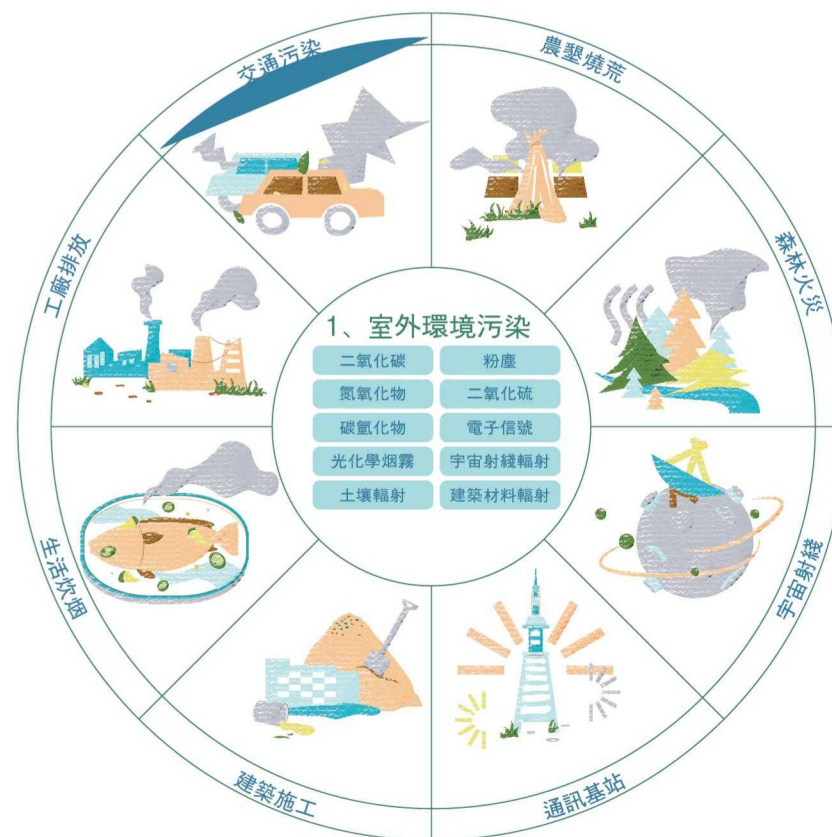 交通污染
農墾燒荒
森林火災
宇宙射綫
通訊基站
建築施工
生活炊烟
工廠排放
1、室外環境污染
二氧化碳
粉塵
氮氧化物
二氧化硫
碳氫化物
電子信號
光化學烟霧
宇宙射綫輻射
土壤輻射
建築材料輻射